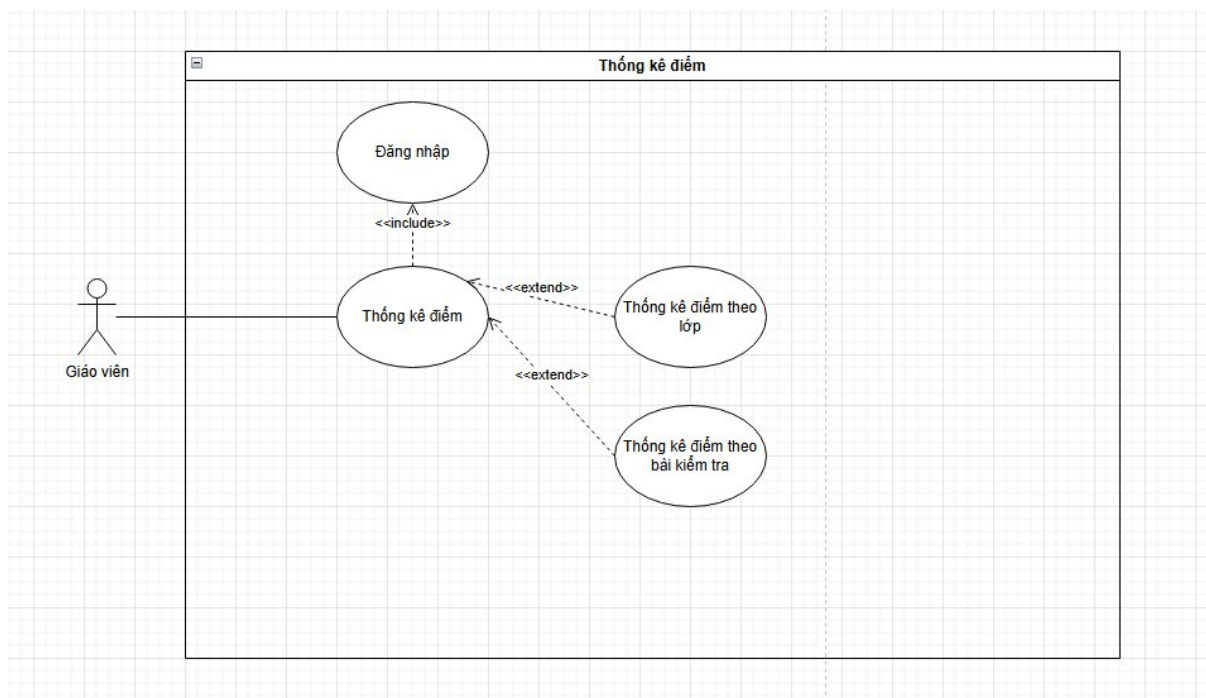 Thống kê điểm
Đăng nhập
<<include>>
Thống kê điểm
<<extend>>
Thống kê điểm theo
lớp
Giáo viên
<<extend>>
Thống kê điểm theo
bài kiểm tra